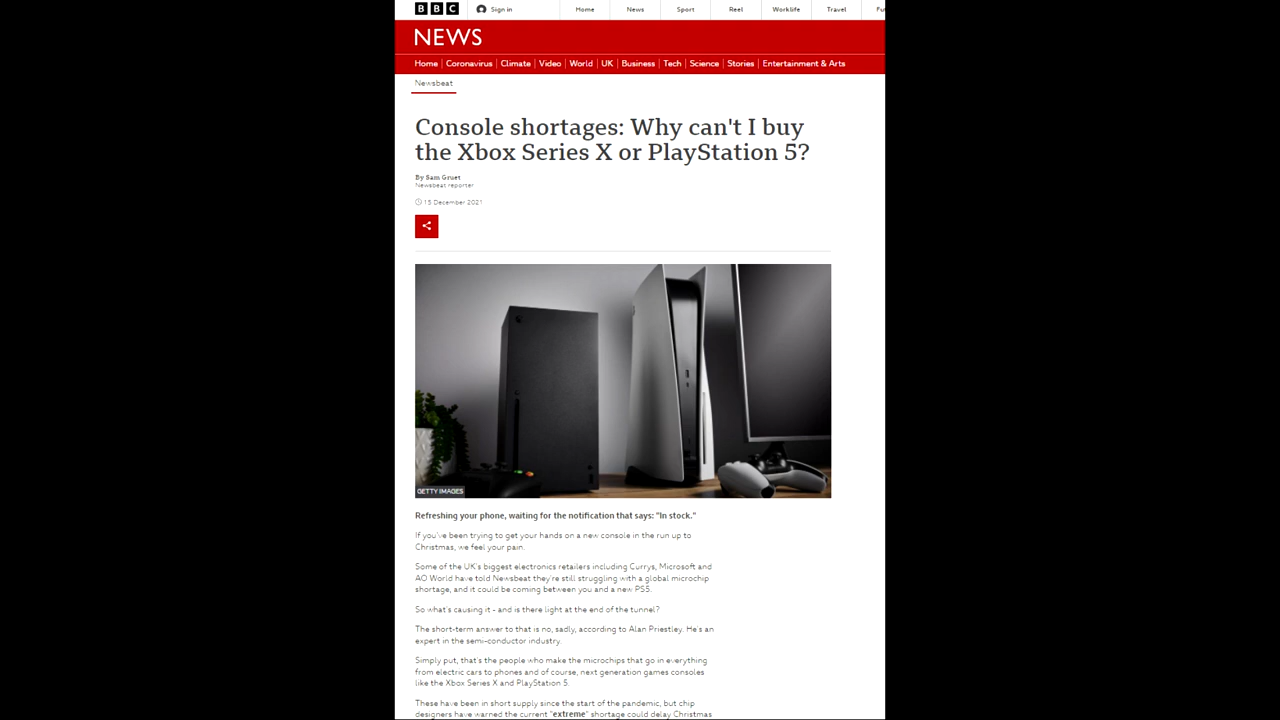 BBC Sign in Home News Sport Reel Worklife Travel
NEWS
Home Coronavirus Climate Video World UK Business Tech Science Stories Entertainment & Arts
Newsbeat
Console shortages: Why can't I buy
the Xbox Series X or PlayStation 5?
By Sam Gruet
Newsbeat reporter
15 December 2021
GETTY IMAGES
Refreshing your phone, waiting for the notification that says: "In stock."
If you've been trying to get your hands on a new console in the run up to
Christmas, we feel your pain.
Some of the UK's biggest electronics retailers including Currys, Microsoft and
AO World have told Newsbeat they're still struggling with a global microchip
shortage, and it could be coming between you and a new PS5.
So what's causing it - and is there light at the end of the tunnel?
The short-term answer to that is no, sadly, according to Alan Priestley. He's an
expert in the semi-conductor industry.
Simply put, that's the people who make the microchips that go in everything
from electric cars to phones and of course, next generation games consoles
like the Xbox Series X and PlayStation 5.
These have been in short supply since the start of the pandemic, but chip
designers have warned the current "extreme" shortage could delay Christmas